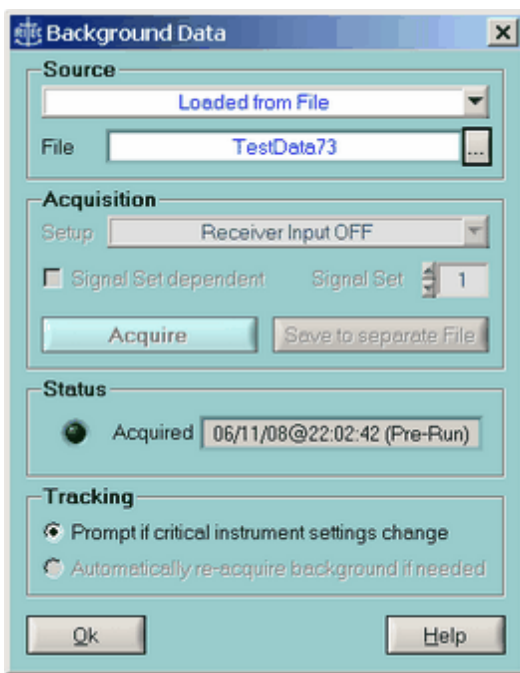 RITEC Background Data
Source
Loaded from File
File TestData73 ...
Acquisition
Setup Receiver Input OFF
Signal Set dependent Signal Set 1
Acquire Save to separate File
Status
Acquired 06/11/08@22:02:42 (Pre-Run)
Tracking
Prompt if critical instrument settings change
Automatically re-acquire background if needed
Ok Help